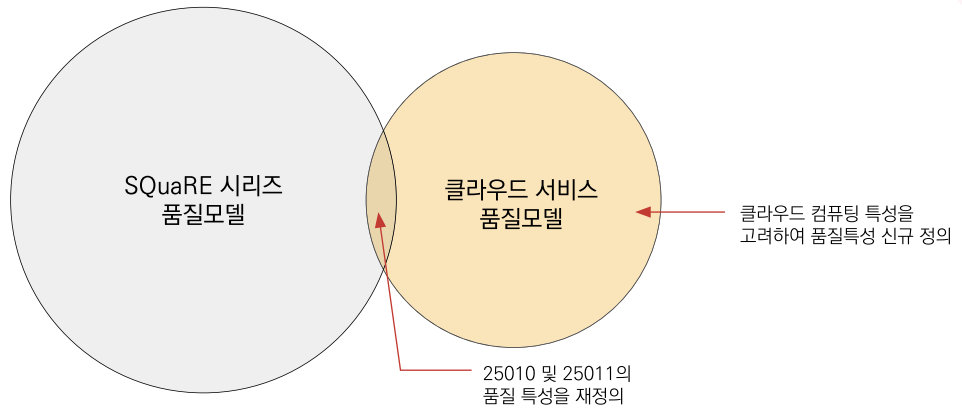 SQuaRE 시리즈
품질모델
클라우드 서비스
품질모델
클라우드 컴퓨팅 특성을
고려하여 품질특성 신규 정의
25010 및 25011의
품질 특성을 재정의